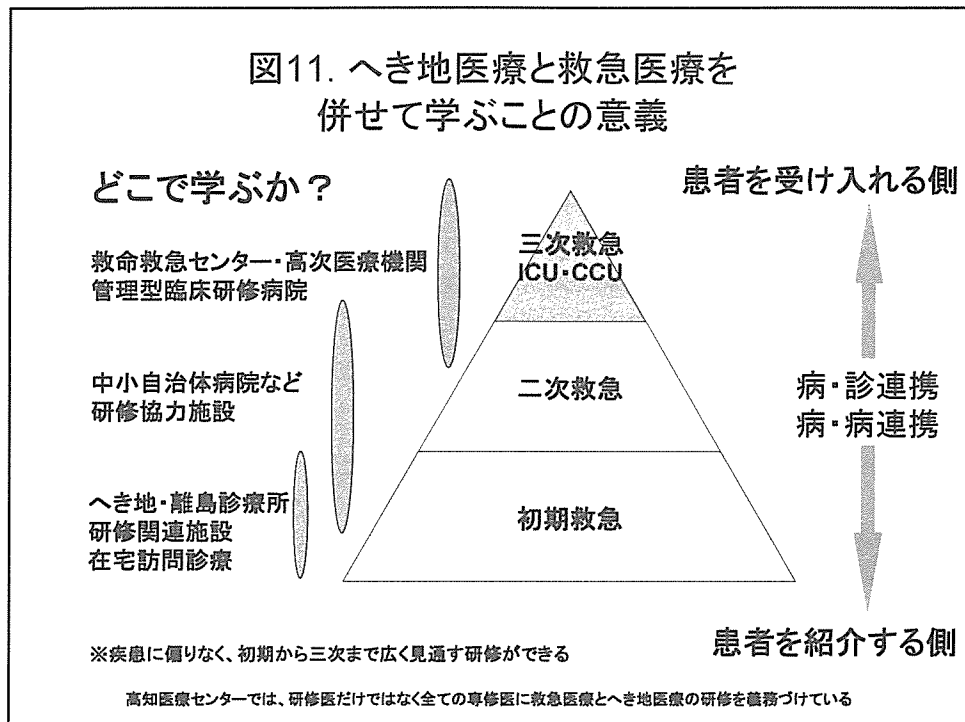 図11. へき地医療と救急医療を
併せて学ぶことの意義
どこで学ぶか？
患者を受け入れる側
救命救急センター・高次医療機関
管理型臨床研修病院
三次救急
ICU・CCU
中小自治体病院など
研修協力施設
二次救急
病・診連携
病・病連携
へき地・離島診療所
研修関連施設
在宅訪問診療
初期救急
患者を紹介する側
※疾患に偏りなく、初期から三次まで広く見通す研修ができる
高知医療センターでは、研修医だけではなく全ての専修医に救急医療とへき地医療の研修を義務づけている